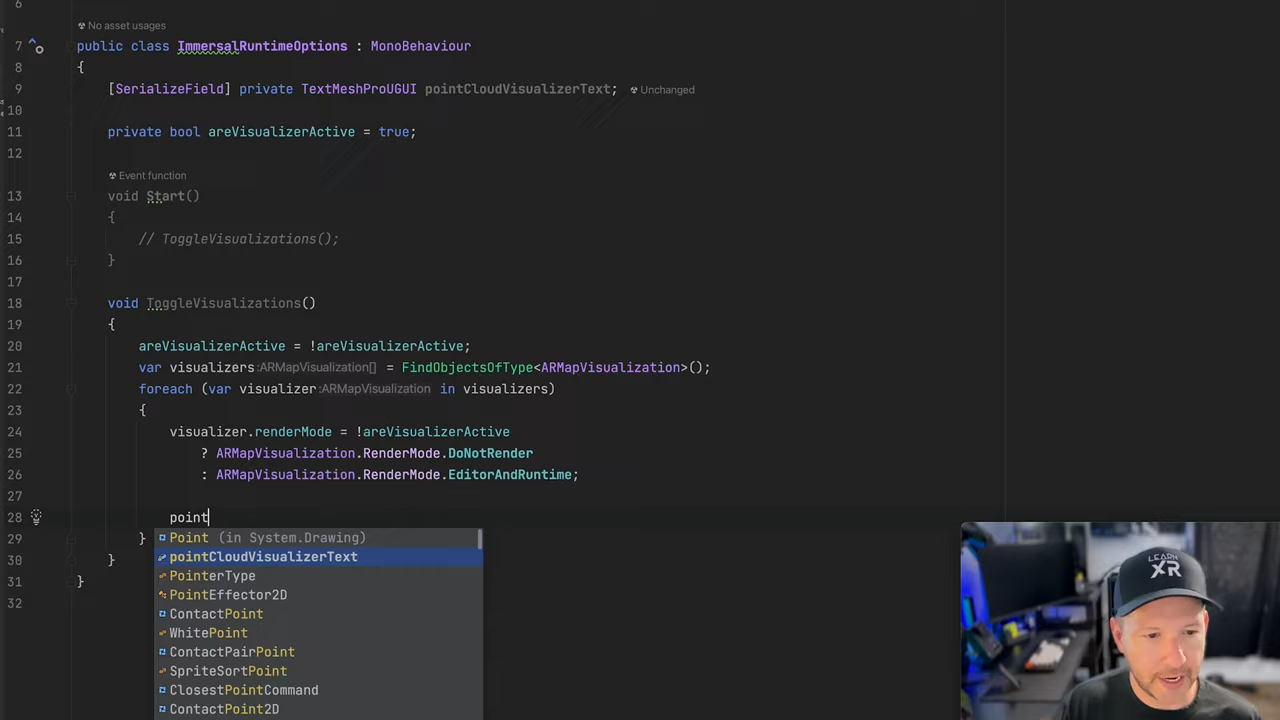 6
No asset usages
7 public class ImmersalRuntimeOptions : MonoBehaviour
8 {
9 [SerializeField] private TextMeshProUGUI pointCloudVisualizerText; Unchanged
10
11 private bool areVisualizerActive = true;
12
Event function
13 void Start()
14 {
15 // ToggleVisualizations();
16 }
17
18 void ToggleVisualizations()
19 {
20 areVisualizerActive = !areVisualizerActive;
21 var visualizers:ARMapVisualization[] = FindObjectsOfType<ARMapVisualization>();
22 foreach (var visualizer:ARMapVisualization in visualizers)
23 {
24 visualizer.renderMode = !areVisualizerActive
25 ? ARMapVisualization.RenderMode.DoNotRender
26 : ARMapVisualization.RenderMode.EditorAndRuntime;
27
28 point
29 }
Point (in System.Drawing)
30 }
pointCloudVisualizerText
31 }
PointerType
32
PointEffector2D
ContactPoint
WhitePoint
ContactPairPoint
SpriteSortPoint
ClosestPointCommand
ContactPoint2D
LEARN
XR